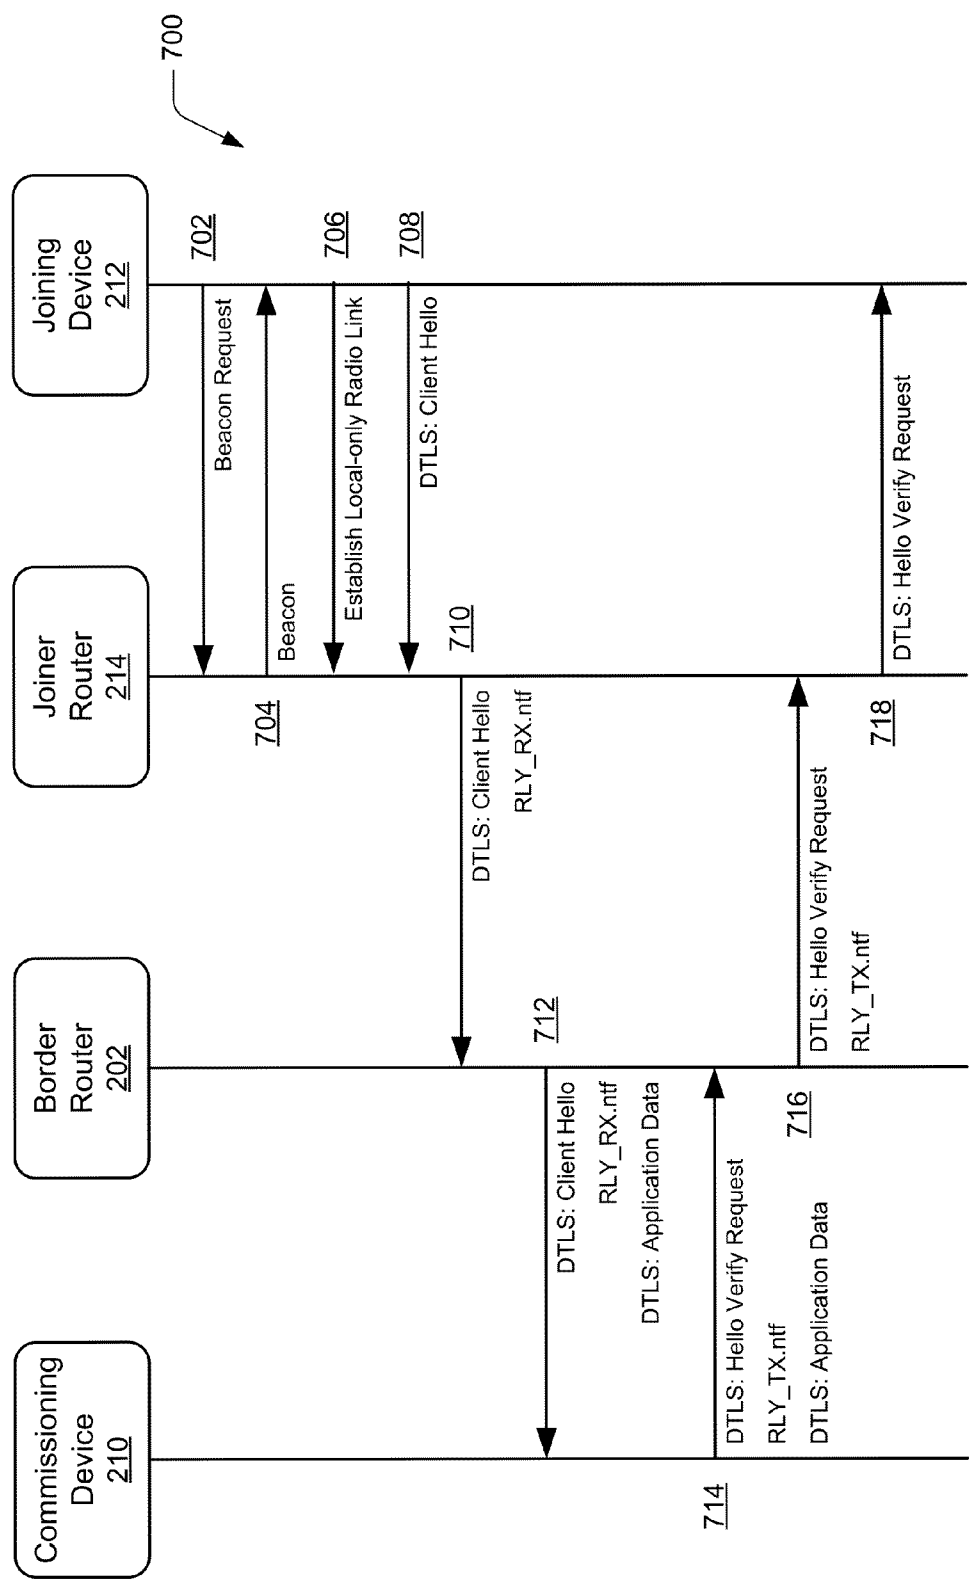 700
Commissioning
Device
210
Border
Router
202
Joiner
Router
214
Joining
Device
212
702
Beacon Request
704
Beacon
706
Establish Local-only Radio Link
708
DTLS: Client Hello
710
DTLS: Client Hello
RLY_RX.ntf
712
DTLS: Client Hello
RLY_RX.ntf
DTLS: Application Data
714
DTLS: Hello Verify Request
RLY_TX.ntf
DTLS: Application Data
716
DTLS: Hello Verify Request
RLY_TX.ntf
718
DTLS: Hello Verify Request